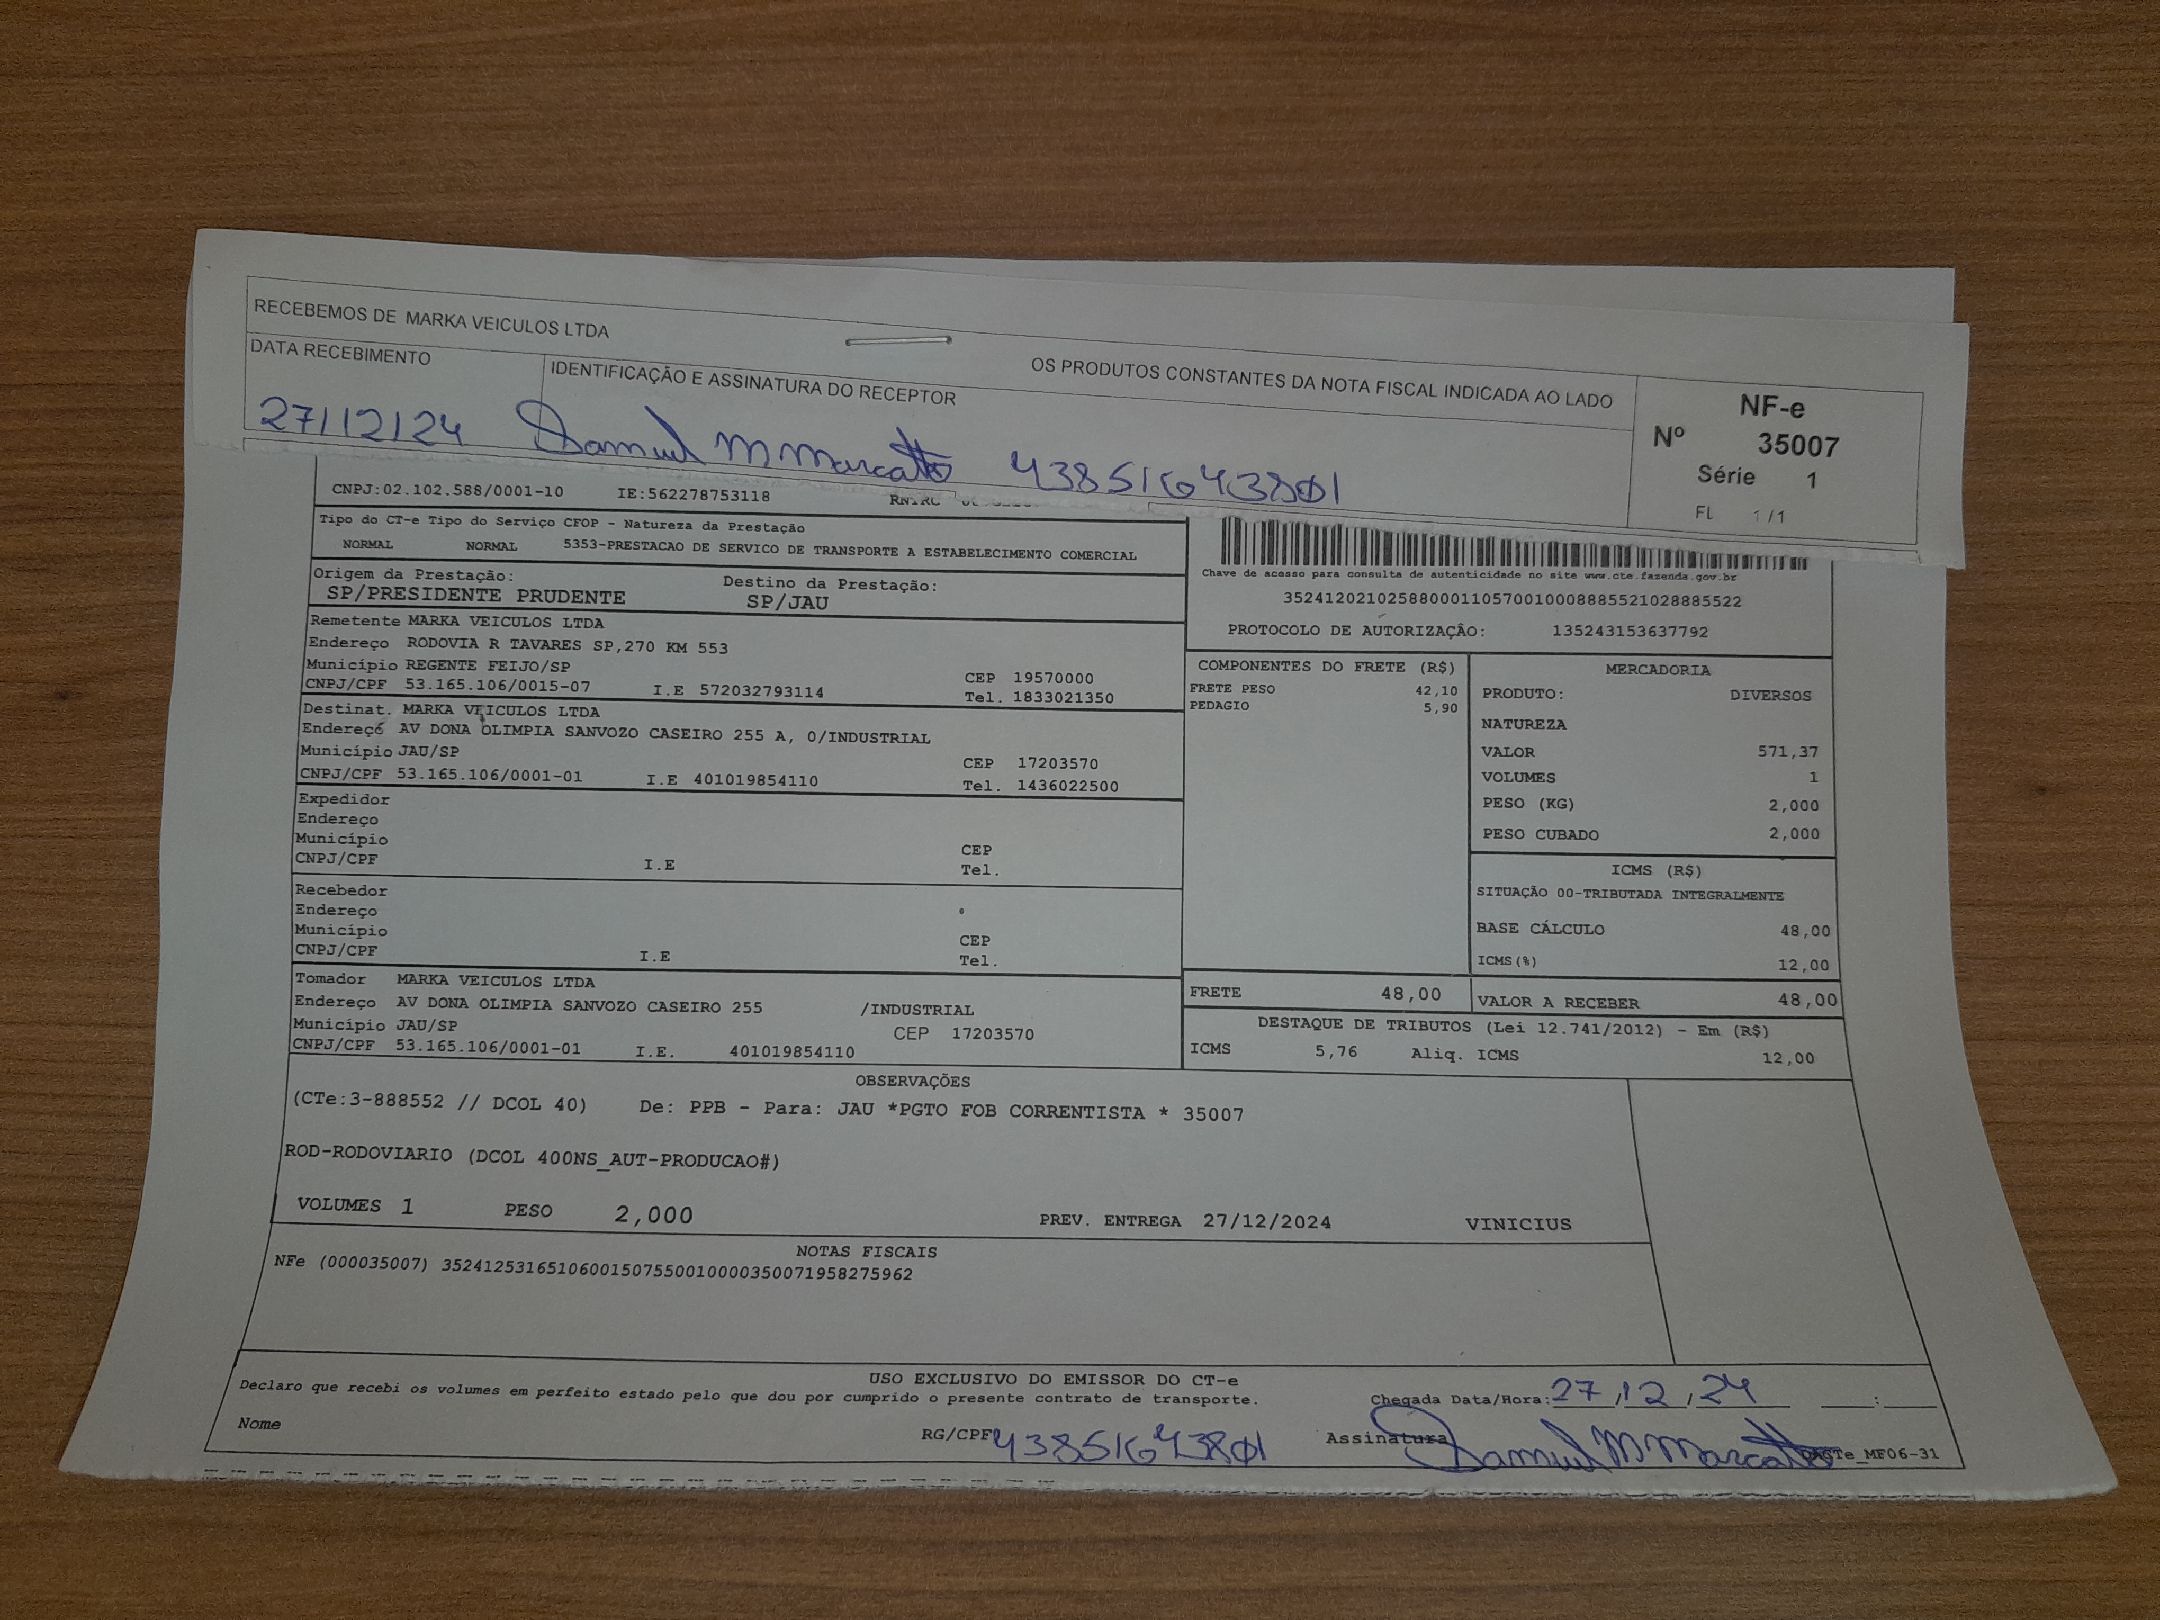 RECEBEMOS DE MARKA VEICULOS LTDA
OS PRODUTOS CONSTANTES DA NOTA FISCAL INDICADA AO LADO
DATA RECEBIMENTO
IDENTIFICAÇÃO E ASSINATURA DO RECEPTOR
27/12/24 Samuel M Marcatto 43851643801
NF-e
Nº 35007
Série 1
FL 1/1
CNPJ:02.102.588/0001-10 IE:562278753118 RNTRC
Tipo do CT-e Tipo do Serviço CFOP - Natureza da Prestação
NORMAL NORMAL 5353-PRESTACAO DE SERVICO DE TRANSPORTE A ESTABELECIMENTO COMERCIAL
Origem da Prestação: Destino da Prestação:
SP/PRESIDENTE PRUDENTE SP/JAU
Chave de acesso para consulta de autenticidade no site www.cte.fazenda.gov.br
35241202102588000110570010008885521028885522
PROTOCOLO DE AUTORIZAÇÂO: 135243153637792
Remetente MARKA VEICULOS LTDA
Endereço RODOVIA R TAVARES SP,270 KM 553
Município REGENTE FEIJO/SP CEP 19570000
CNPJ/CPF 53.165.106/0015-07 I.E 572032793114 Tel. 1833021350
Destinat. MARKA VEICULOS LTDA
Endereço AV DONA OLIMPIA SANVOZO CASEIRO 255 A, 0/INDUSTRIAL
Município JAU/SP CEP 17203570
CNPJ/CPF 53.165.106/0001-01 I.E 401019854110 Tel. 1436022500
Expedidor
Endereço
Município CEP
CNPJ/CPF I.E Tel.
Recebedor
Endereço
Município CEP
CNPJ/CPF I.E Tel.
Tomador MARKA VEICULOS LTDA
Endereço AV DONA OLIMPIA SANVOZO CASEIRO 255 /INDUSTRIAL
Município JAU/SP CEP 17203570
CNPJ/CPF 53.165.106/0001-01 I.E. 401019854110
COMPONENTES DO FRETE (R$)
FRETE PESO 42,10
PEDAGIO 5,90
MERCADORIA
PRODUTO: DIVERSOS
NATUREZA
VALOR 571,37
VOLUMES 1
PESO (KG) 2,000
PESO CUBADO 2,000
ICMS (R$)
SITUAÇÃO 00-TRIBUTADA INTEGRALMENTE
BASE CÁLCULO 48,00
ICMS(%) 12,00
FRETE 48,00 VALOR A RECEBER 48,00
DESTAQUE DE TRIBUTOS (Lei 12.741/2012) - Em (R$)
ICMS 5,76 Aliq. ICMS 12,00
OBSERVAÇÕES
(CTe:3-888552 // DCOL 40) De: PPB - Para: JAU *PGTO FOB CORRENTISTA * 35007
ROD-RODOVIARIO (DCOL 400NS_AUT-PRODUCAO#)
VOLUMES 1 PESO 2,000 PREV. ENTREGA 27/12/2024 VINICIUS
NOTAS FISCAIS
NFe (000035007) 35241253165106001507550010000350071958275962
USO EXCLUSIVO DO EMISSOR DO CT-e
Declaro que recebi os volumes em perfeito estado pelo que dou por cumprido o presente contrato de transporte.
Chegada Data/Hora: 27/12/24 :
Nome RG/CPF 43851643801 Assinatura Samuel M Marcatto DACTe_MF06-31